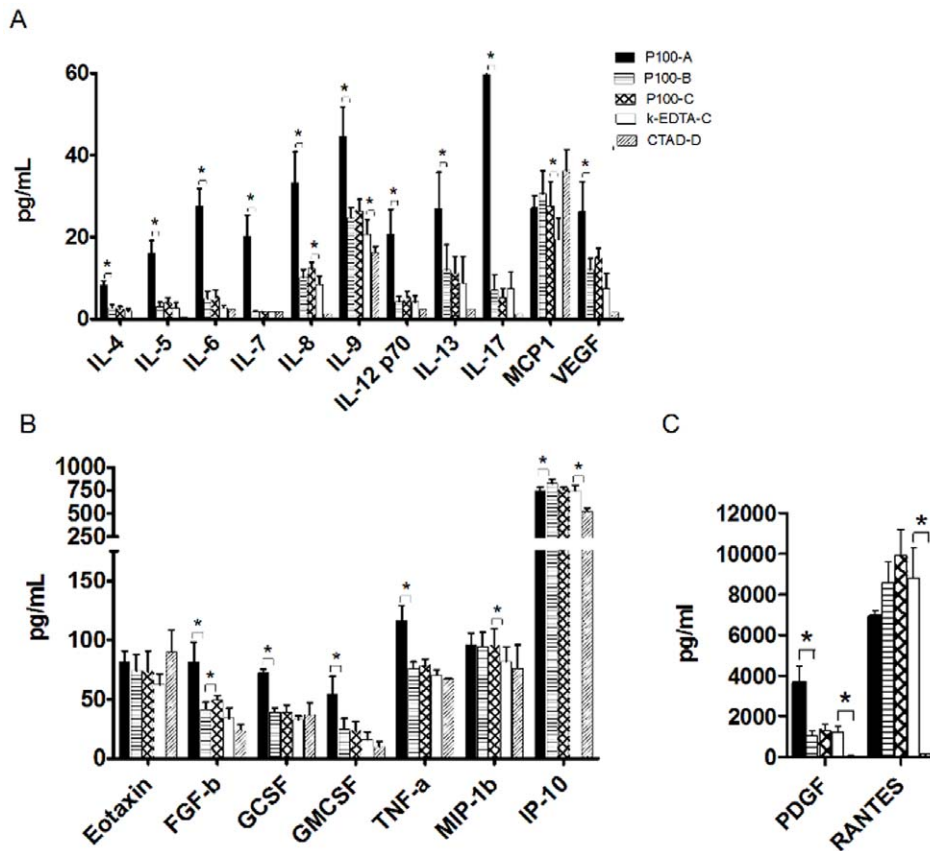 A
P100-A
P100-B
P100-C
k-EDTA-C
CTAD-D
pg/mL
60
40
20
0
* * * * * * * * * * * * * *
IL-4 IL-5 IL-6 IL-7 IL-8 IL-9 IL-12 p70 IL-13 IL-17 MCP1 VEGF
B
pg/mL
1000
750
500
250
150
100
50
0
* * * * * * * *
Eotaxin FGF-b GCSF GMCSF TNF-a MIP-1b IP-10
C
pg/ml
12000
10000
8000
6000
4000
2000
0
* * *
PDGF RANTES